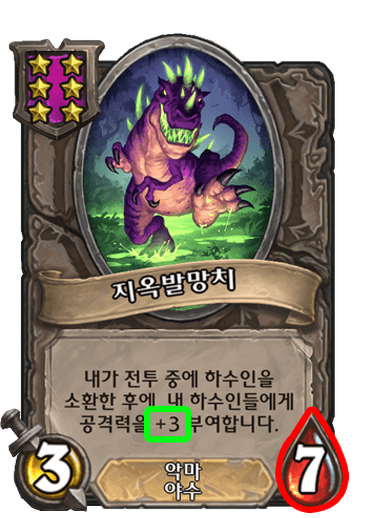 지옥발망치
내가 전투 중에 하수인을
소환한 후에, 내 하수인들에게
공격력을 +3 부여합니다.
3
악마
야수
7